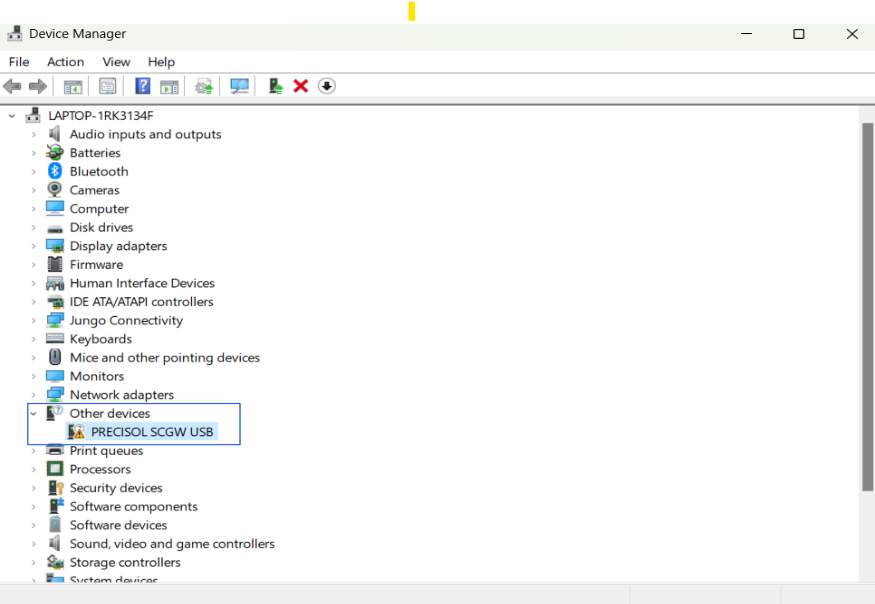 Device Manager
File Action View Help
LAPTOP-1RK3134F
Audio inputs and outputs
Batteries
Bluetooth
Cameras
Computer
Disk drives
Display adapters
Firmware
Human Interface Devices
IDE ATA/ATAPI controllers
Jungo Connectivity
Keyboards
Mice and other pointing devices
Monitors
Network adapters
Other devices
PRECISOL SCGW USB
Print queues
Processors
Security devices
Software components
Software devices
Sound, video and game controllers
Storage controllers
System devices